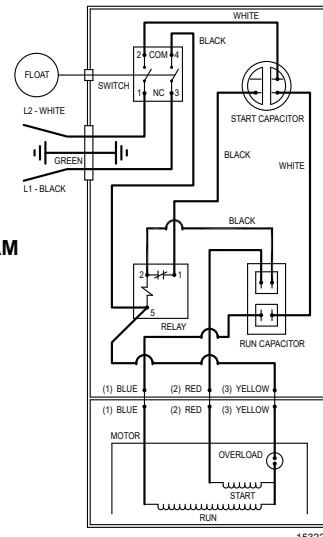 WHITE
BLACK
2 COM 4
FLOAT
SWITCH
1 NC 3
L2 - WHITE
START CAPACITOR
GREEN
BLACK
WHITE
L1 - BLACK
BLACK
AM
2 1
5
RELAY
RUN CAPACITOR
(1) BLUE (2) RED (3) YELLOW
(1) BLUE (2) RED (3) YELLOW
MOTOR
OVERLOAD
START
RUN